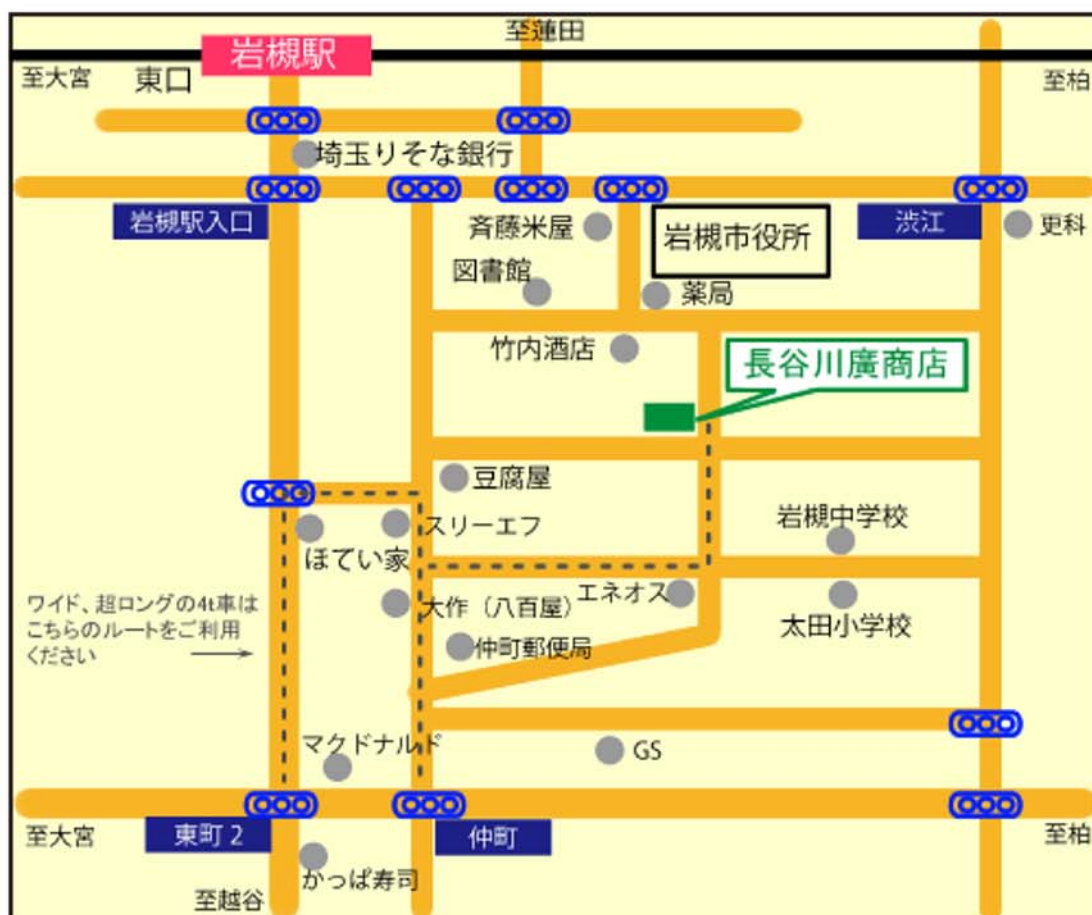 至蓮田
岩槻駅
至大宮
東口
至柏
埼玉りそな銀行
岩槻駅入口
斉藤米屋
岩槻市役所
渋江
更科
図書館
薬局
竹内酒店
長谷川廣商店
豆腐屋
スリーエフ
岩槻中学校
ほてい家
ワイド、超ロングの4t車は
こちらのルートをご利用
ください
大作（八百屋）
エネオス
太田小学校
仲町郵便局
マクドナルド
GS
至大宮
東町 2
仲町
至柏
かっぱ寿司
至越谷